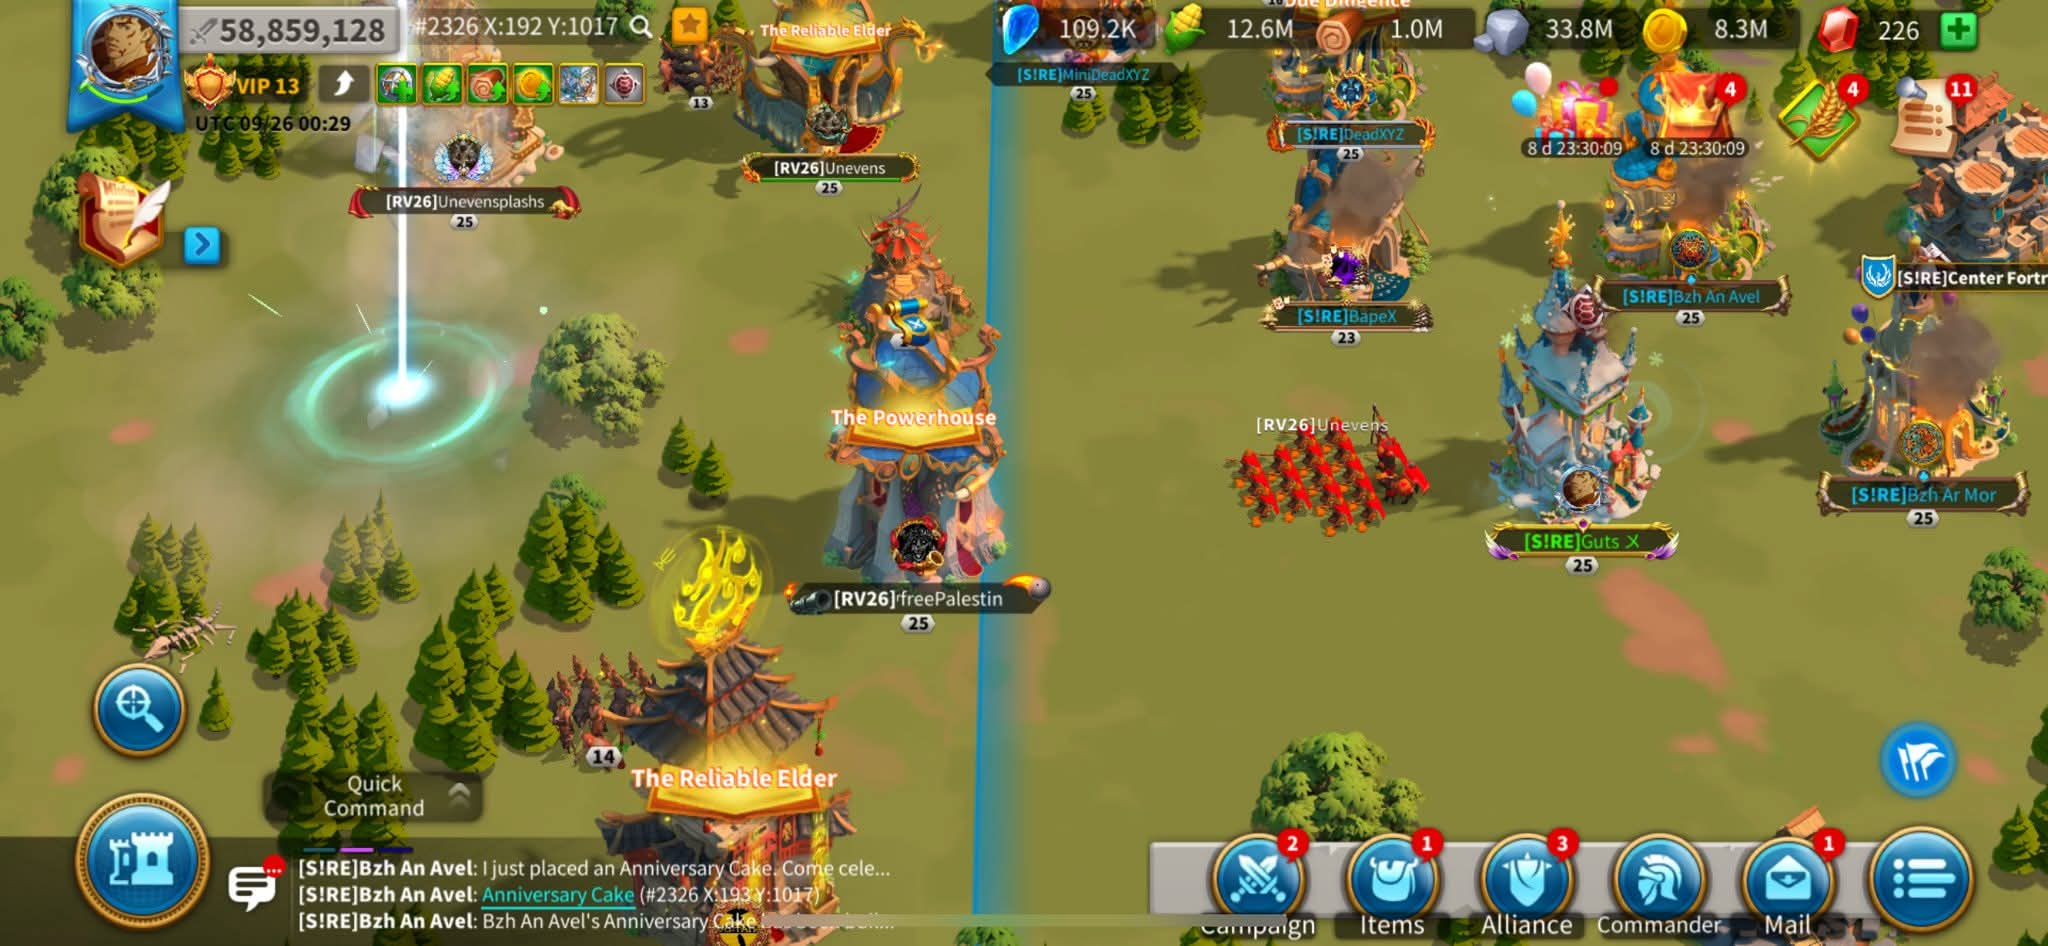 58,859,128
#2326 X:192 Y:1017
The Reliable Elder
Due Diligence
109.2K
12.6M
1.0M
33.8M
8.3M
226
VIP 13
UTC 09/26 00:29
13
[S!RE]MiniDeadXYZ
25
[S!RE]DeadXYZ
25
4
4
11
8 d 23:30:09
8 d 23:30:09
[RV26]Unevens
25
[RV26]Unevensplashs
25
[S!RE]Center Fortr
[S!RE]Bzh An Avel
25
[S!RE]BapeX
23
The Powerhouse
[RV26]Unevens
[S!RE]Bzh Ar Mor
25
[S!RE]Guts X
25
[RV26]rfreePalestin
25
14
The Reliable Elder
Quick
Command
[S!RE]Bzh An Avel: I just placed an Anniversary Cake. Come cele...
[S!RE]Bzh An Avel: Anniversary Cake (#2326 X:193 Y:1017)
[S!RE]Bzh An Avel: Bzh An Avel's Anniversary Cake
2
1
3
1
Campaign
Items
Alliance
Commander
Mail